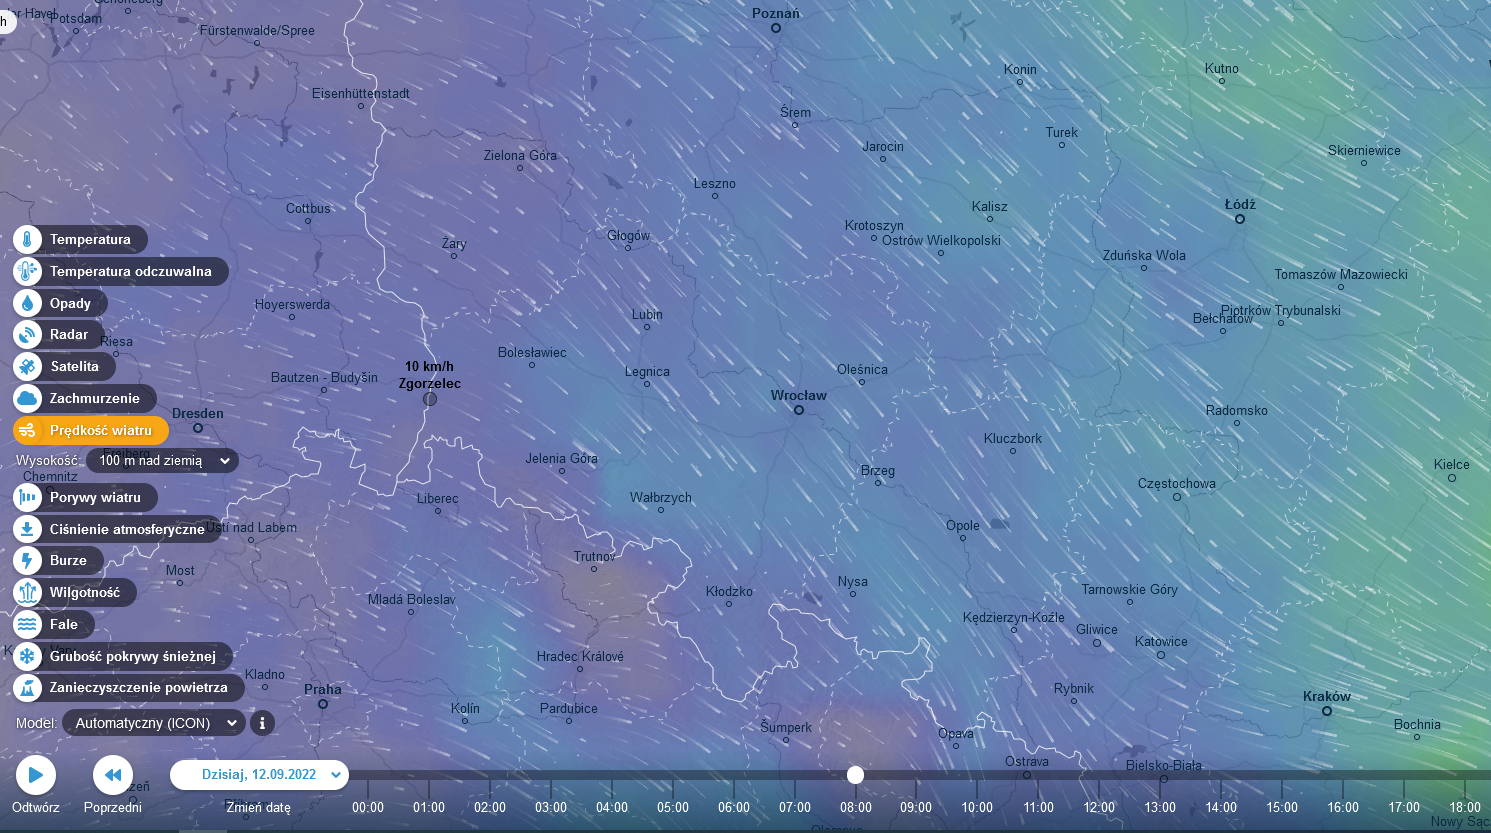 Schöneberg
Potsdam
h
Fürstenwalde/Spree
Poznań
Eisenhüttenstadt
Konin
Kutno
Śrem
Turek
Zielona Góra
Jarocin
Skierniewice
Leszno
Cottbus
Kalisz
Łódź
Żary
Głogów
Krotoszyn
Ostrów Wielkopolski
Temperatura
Zduńska Wola
Temperatura odczuwalna
Tomaszów Mazowiecki
Opady
Hoyerswerda
Lubin
Piotrków Trybunalski
Bełchatów
Radar
Riesa
Bolesławiec
Satelita
10 km/h
Zgorzelec
Bautzen - Budyšin
Legnica
Oleśnica
Zachmurzenie
Wrocław
Dresden
Radomsko
Prędkość wiatru
Kluczbork
Freiberg
Wysokość: 100 m nad ziemią
Jelenia Góra
Kielce
Chemnitz
Brzeg
Częstochowa
Porywy wiatru
Liberec
Wałbrzych
Ciśnienie atmosferyczne
Ústí nad Labem
Opole
Burze
Trutnov
Most
Nysa
Wilgotność
Kłodzko
Tarnowskie Góry
Mladá Boleslav
Fale
Kędzierzyn-Koźle
Gliwice
Katowice
Grubość pokrywy śnieżnej
Hradec Králové
Kladno
Zanieczyszczenie powietrza
Praha
Rybnik
Kraków
Kolín
Pardubice
Model: Automatyczny (ICON)
i
Šumperk
Opava
Bochnia
Ostrava
Bielsko-Biała
Dzisiaj, 12.09.2022
Odtwórz
Poprzedni
Zmień datę
00:00 01:00 02:00 03:00 04:00 05:00 06:00 07:00 08:00 09:00 10:00 11:00 12:00 13:00 14:00 15:00 16:00 17:00 18:00
Olomouc
Nowy Sąc